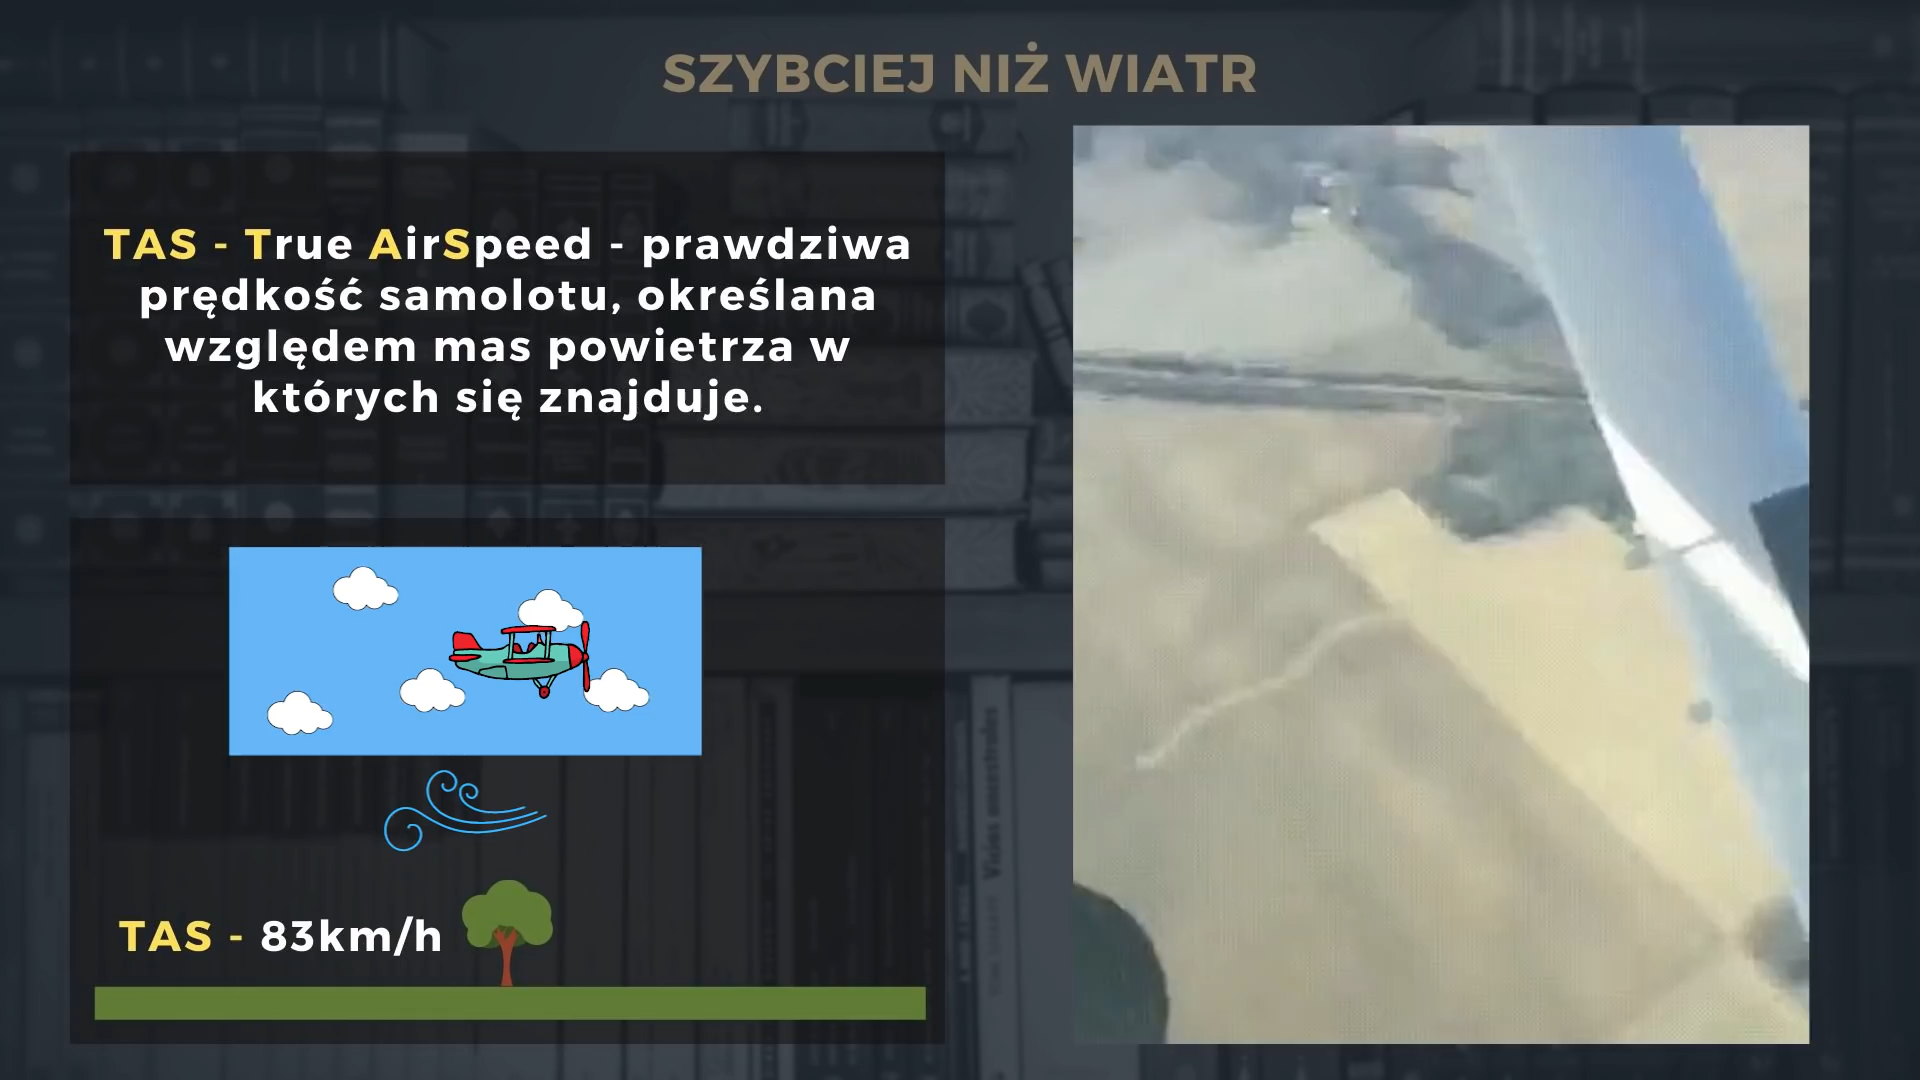 SZYBCIEJ NIŻ WIATR
TAS - True AirSpeed - prawdziwa
prędkość samolotu, określana
względem mas powietrza w
których się znajduje.
TAS - 83km/h